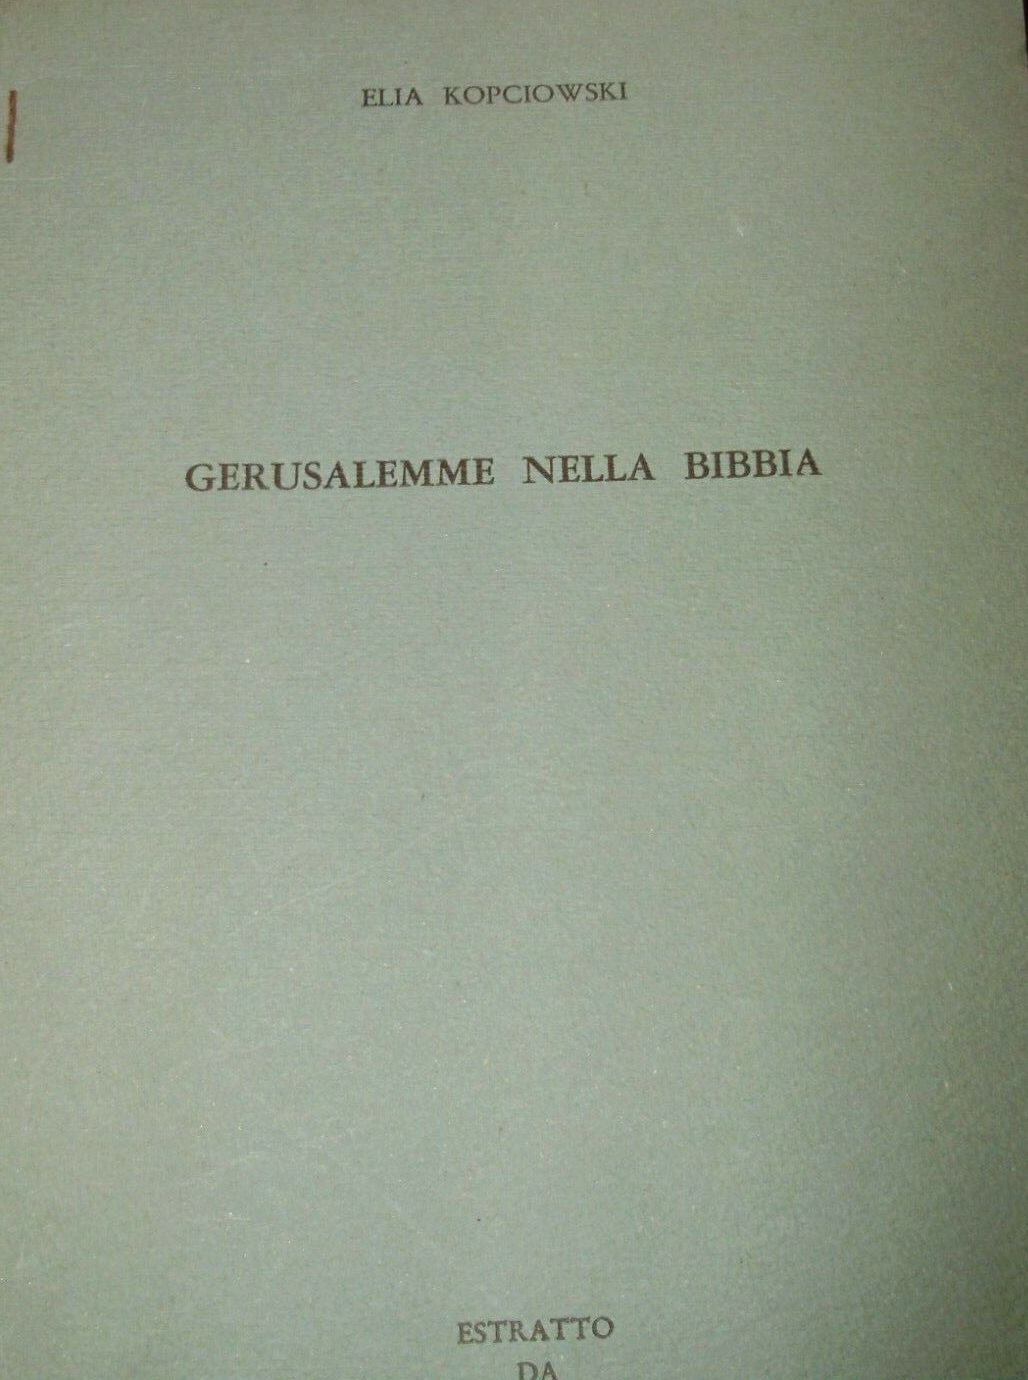 ELIA KOPCIOWSKI
GERUSALEMME NELLA BIBBIA
ESTRATTO
DA